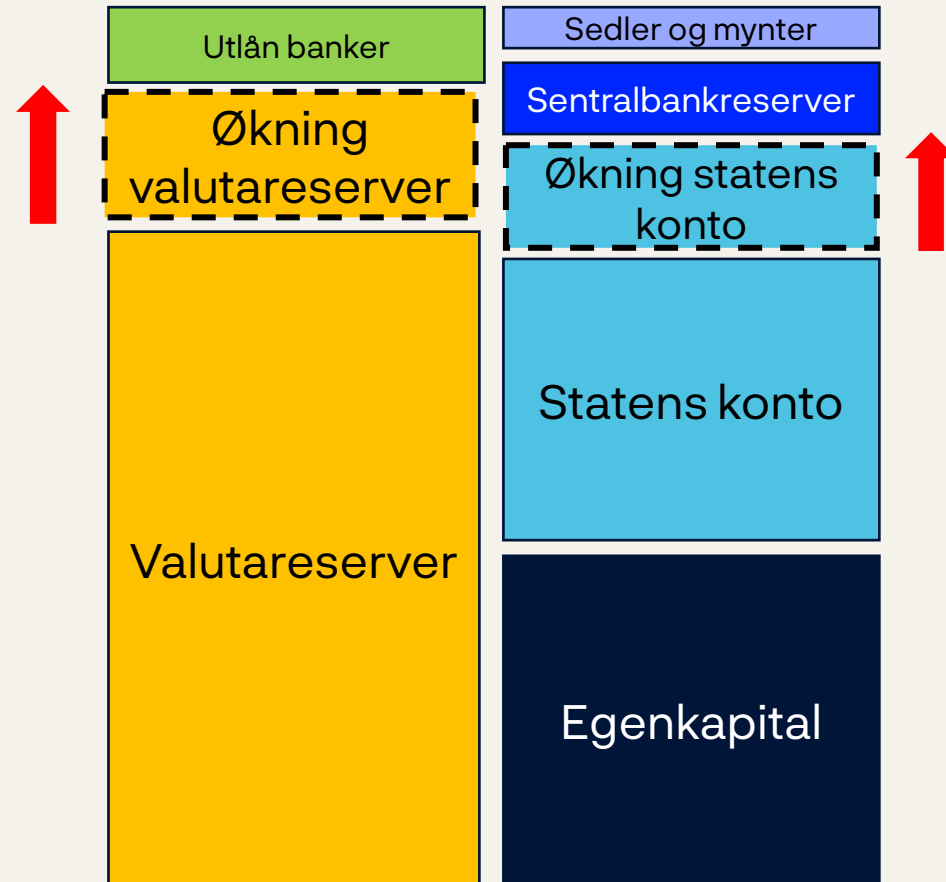 Utlån banker
Økning
valutareserver
Valutareserver
Sedler og mynter
Sentralbankreserver
Økning statens
konto
Statens konto
Egenkapital